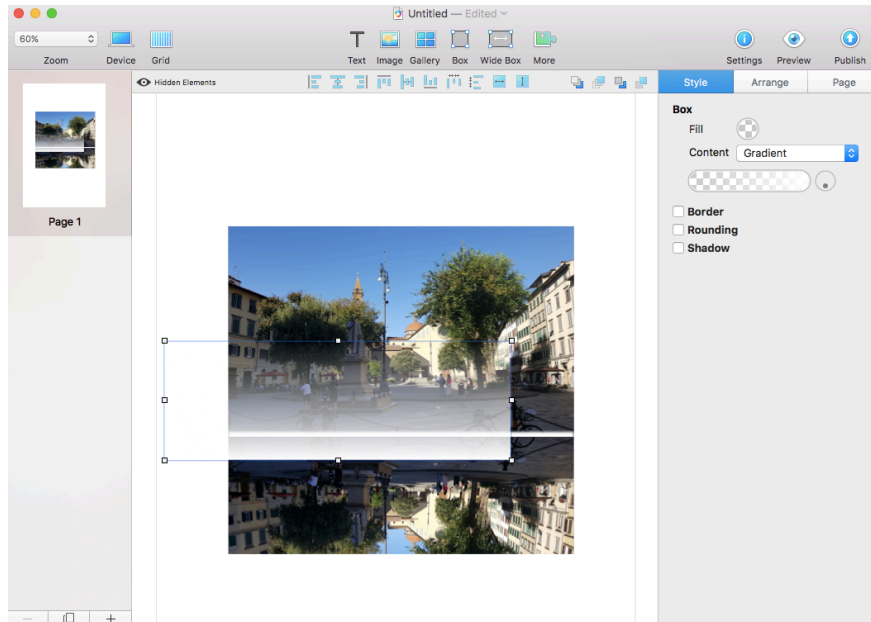 Untitled — Edited
60%
Zoom Device Grid Text Image Gallery Box Wide Box More Settings Preview Publish
Hidden Elements
Style Arrange Page
Page 1
Box
Fill
Content Gradient
Border
Rounding
Shadow